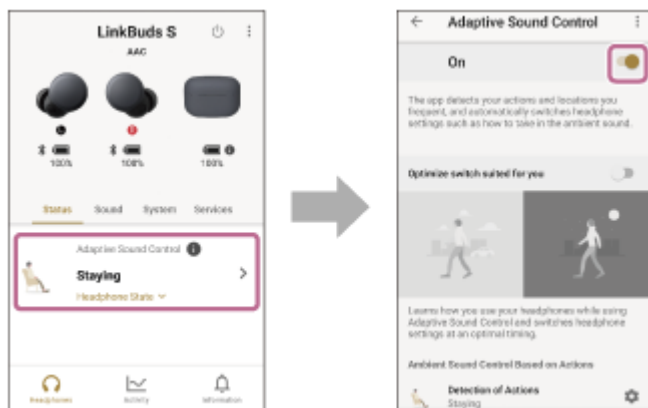 LinkBuds S
AAC
L
R
100%
100%
100%
Status Sound System Services
Adaptive Sound Control
Staying
Headphone State
Headphones Activity Information
Adaptive Sound Control
On
The app detects your actions and locations you
frequent, and automatically switches headphone
settings such as how to take in the ambient sound.
Optimize switch suited for you
Learns how you use your headphones while using
Adaptive Sound Control and switches headphone
settings at an optimal timing.
Ambient Sound Control Based on Actions
Detection of Actions
Staying